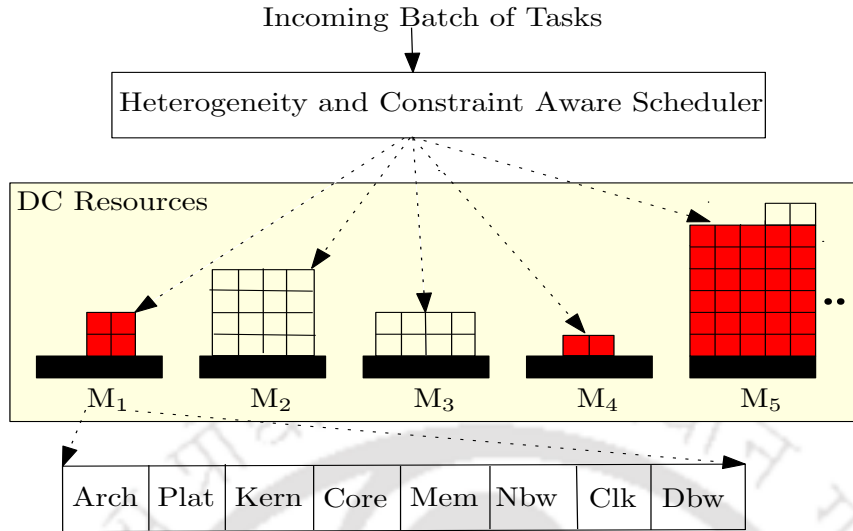 Incoming Batch of Tasks
Heterogeneity and Constraint Aware Scheduler
DC Resources
M1 M2 M3 M4 M5
Arch Plat Kern Core Mem Nbw Clk Dbw